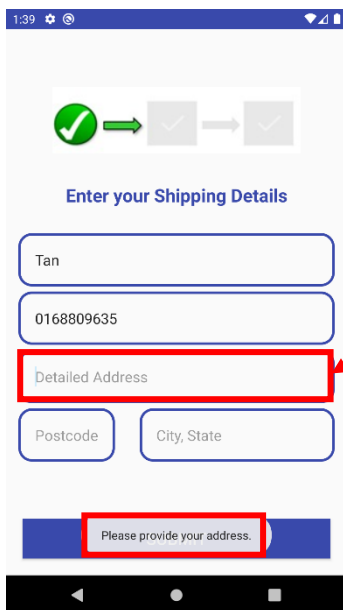 1:39
Enter your Shipping Details
Tan
0168809635
Detailed Address
Postcode
City, State
Please provide your address.